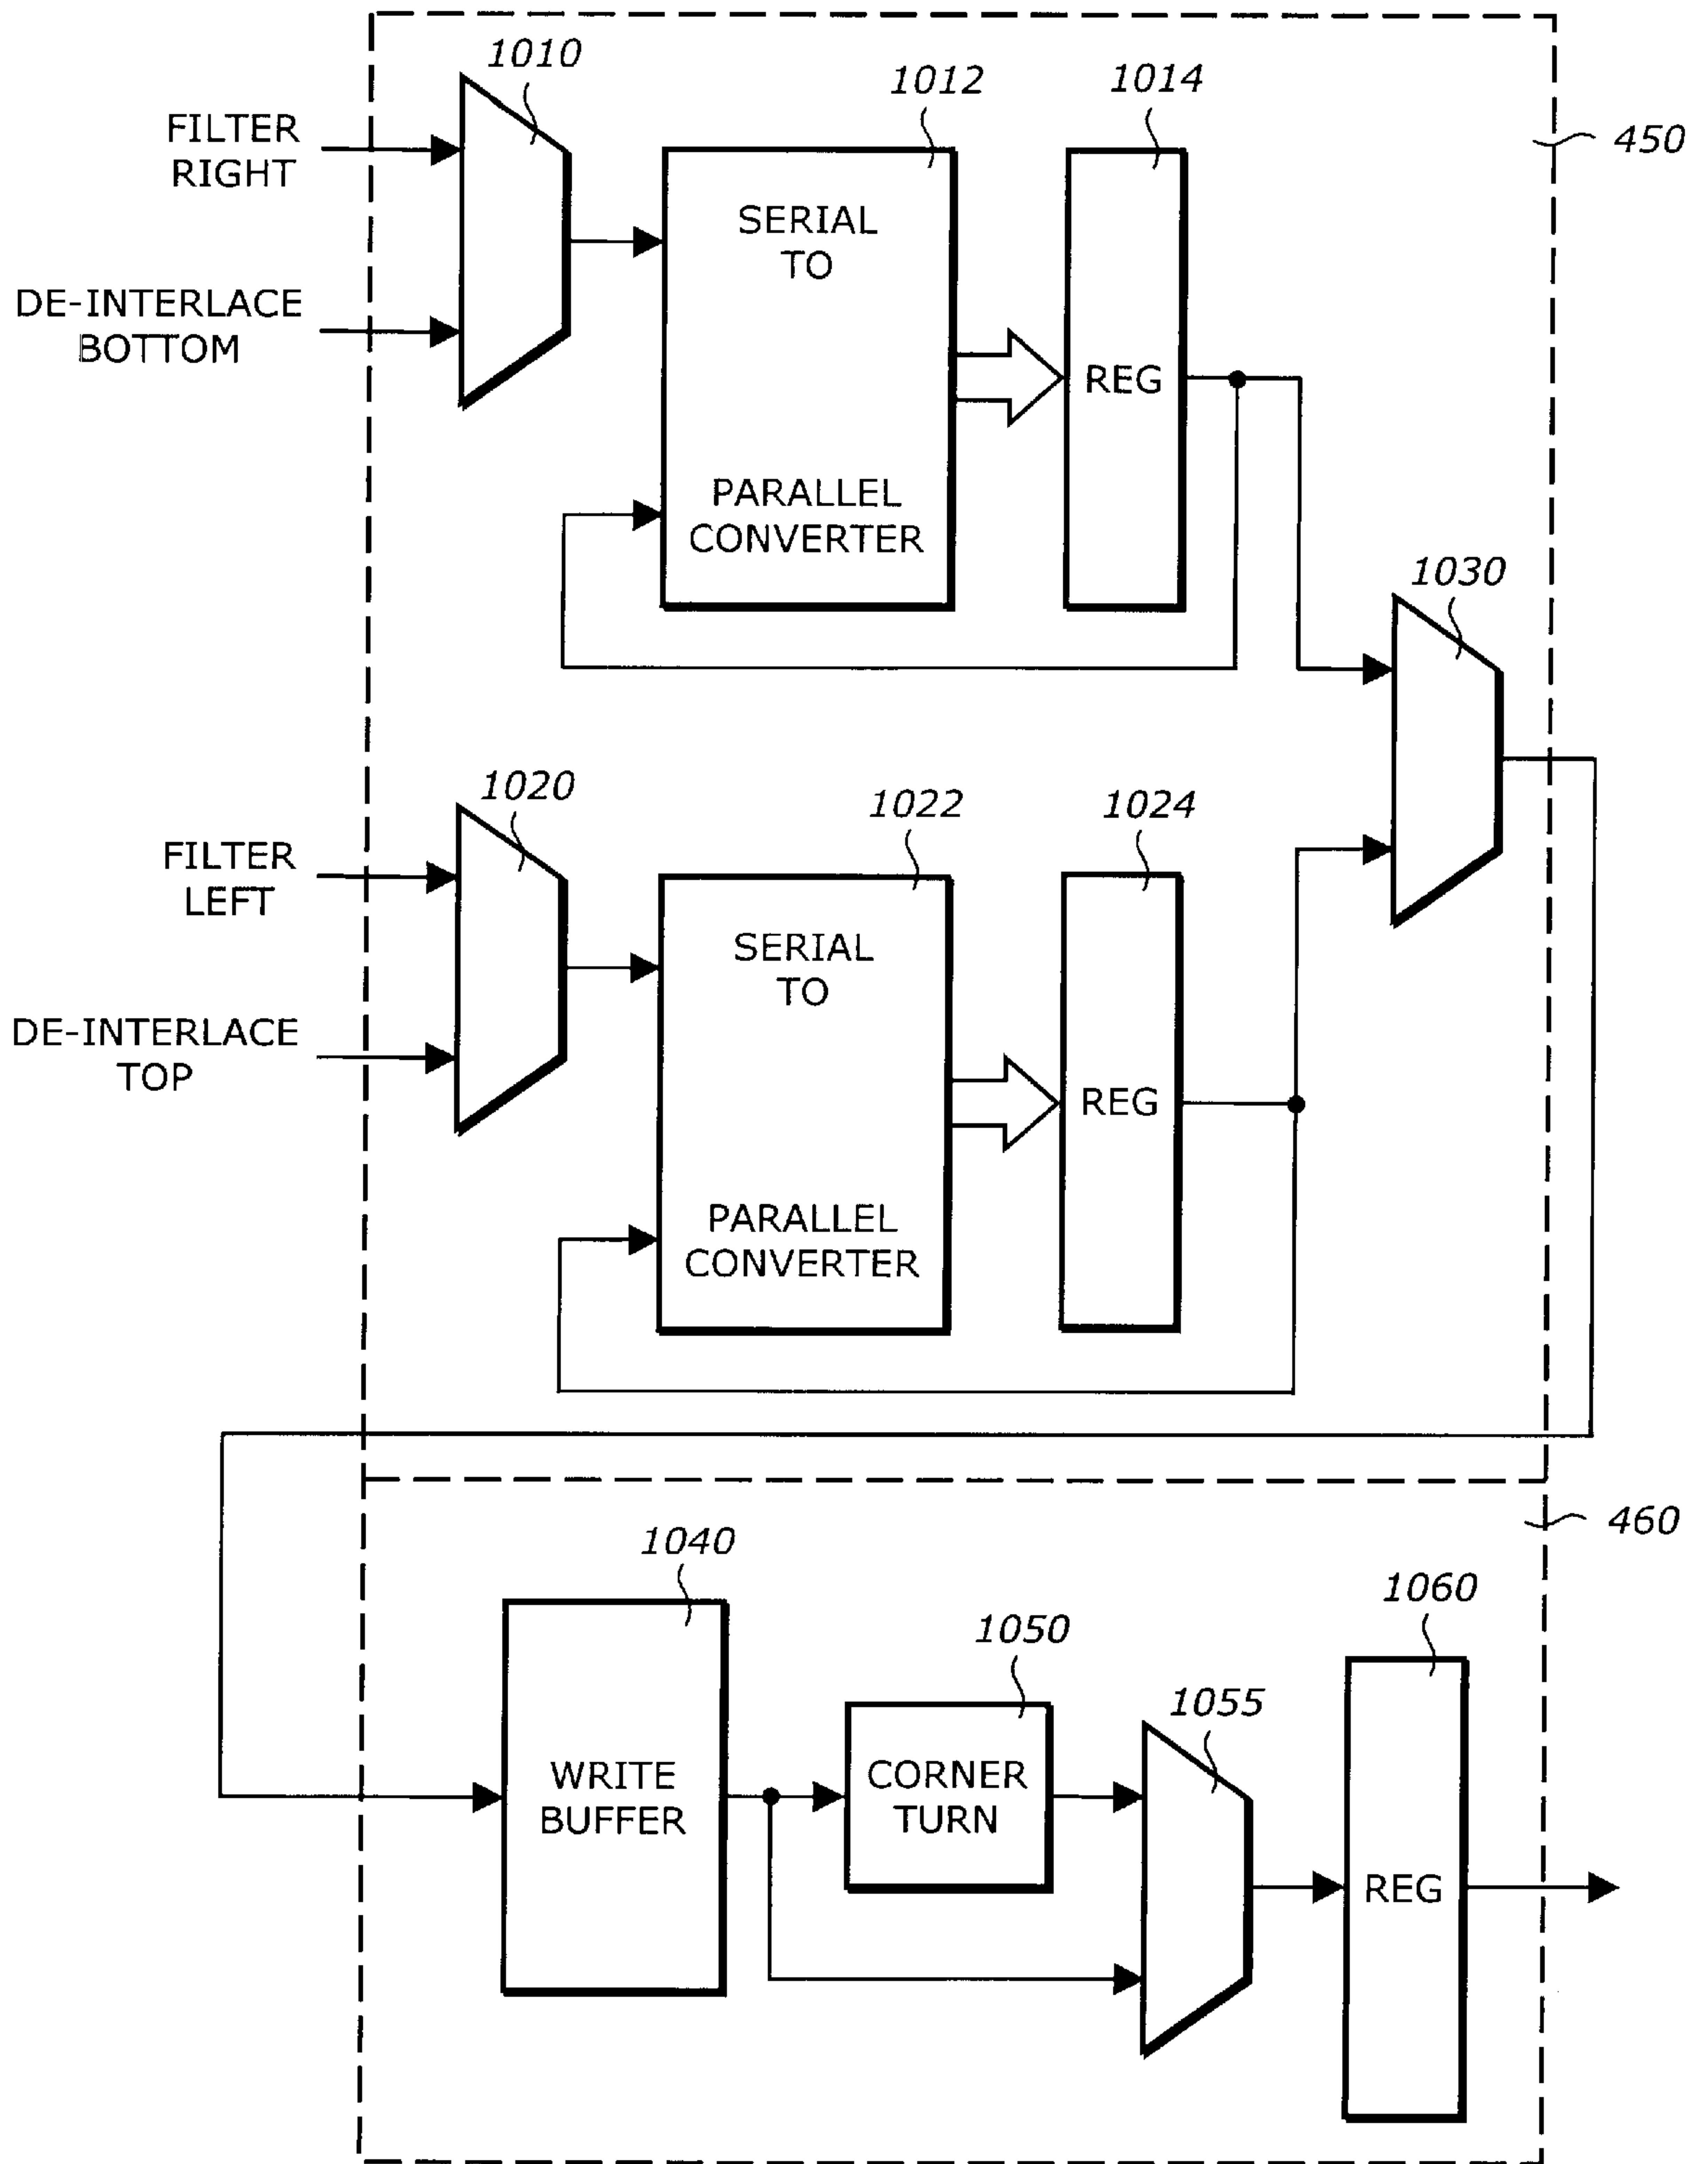 1010
1012
1014
450
FILTER
RIGHT
SERIAL
TO
DE-INTERLACE
BOTTOM
REG
PARALLEL
CONVERTER
1030
1020
1022
1024
FILTER
LEFT
SERIAL
TO
DE-INTERLACE
TOP
REG
PARALLEL
CONVERTER
460
1040
1050
1055
1060
WRITE
BUFFER
CORNER
TURN
REG